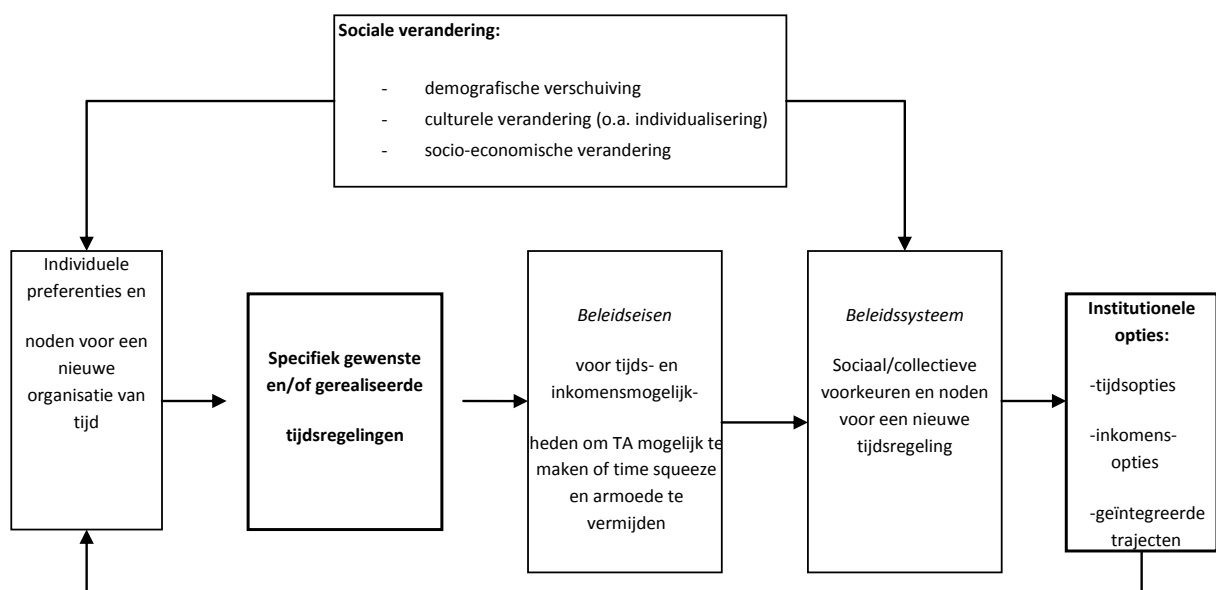 Sociale verandering:
- demografische verschuiving
- culturele verandering (o.a. individualisering)
- socio-economische verandering
Individuele
preferenties en
noden voor een
nieuwe
organisatie van
tijd
Specifiek gewenste
en/of gerealiseerde
tijdsregelingen
Beleidseisen
voor tijds- en
inkomensmogelijk-
heden om TA mogelijk te
maken of time squeeze
en armoede te
vermijden
Beleidssysteem
Sociaal/collectieve
voorkeuren en noden
voor een nieuwe
tijdsregeling
Institutionele
opties:
-tijdsopties
-inkomens-
opties
-geïntegreerde
trajecten